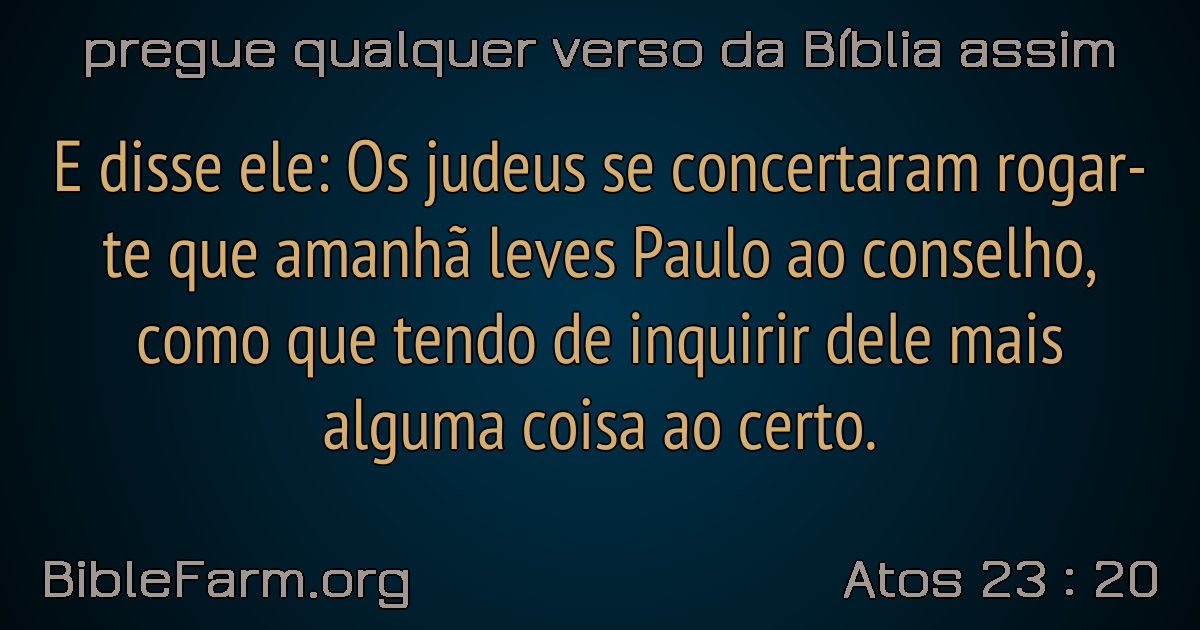 pregue qualquer verso da Bíblia assim
E disse ele: Os judeus se concertaram rogar-
te que amanhã leves Paulo ao conselho,
como que tendo de inquirir dele mais
alguma coisa ao certo.
BibleFarm.org
Atos 23 : 20